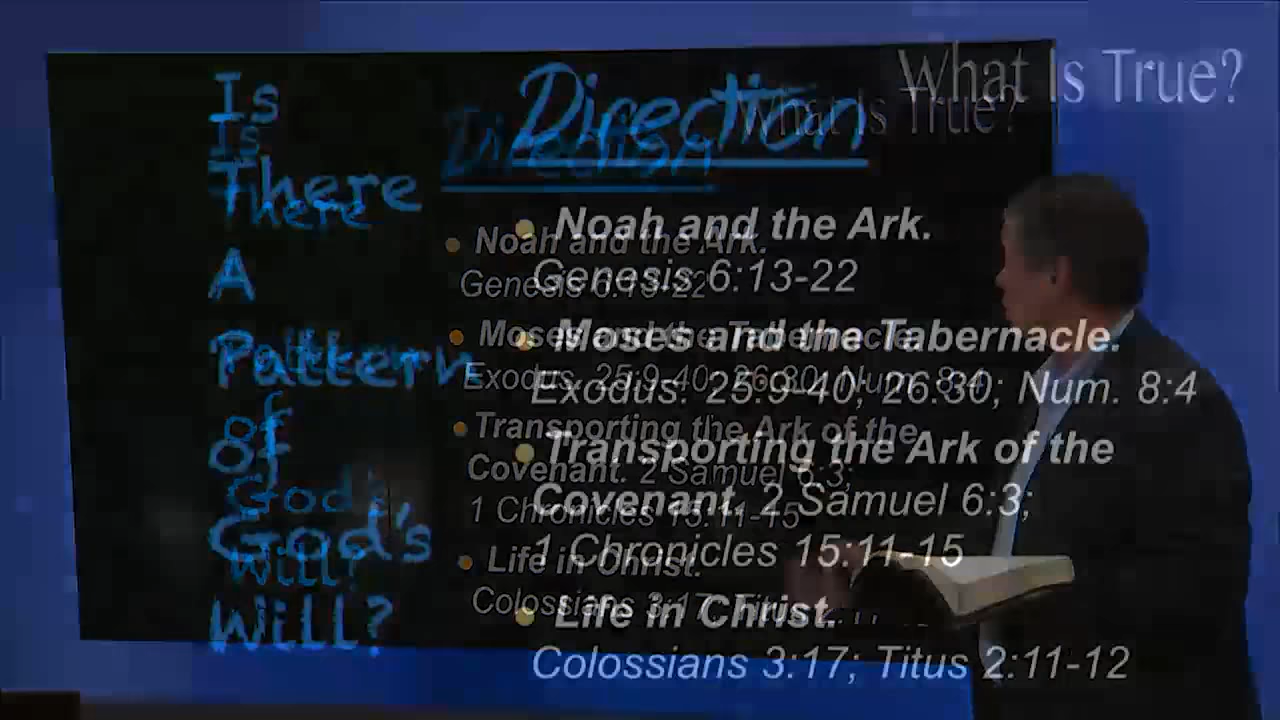 What Is True?
Is
There
A
Pattern
of
God's
Will?
Direction
Noah and the Ark.
Genesis 6:13-22
Moses and the Tabernacle.
Exodus. 25:9-40; 26:30; Num. 8:4
Transporting the Ark of the
Covenant. 2 Samuel 6:3;
1 Chronicles 15:11-15
Life in Christ.
Colossians 3:17; Titus 2:11-12